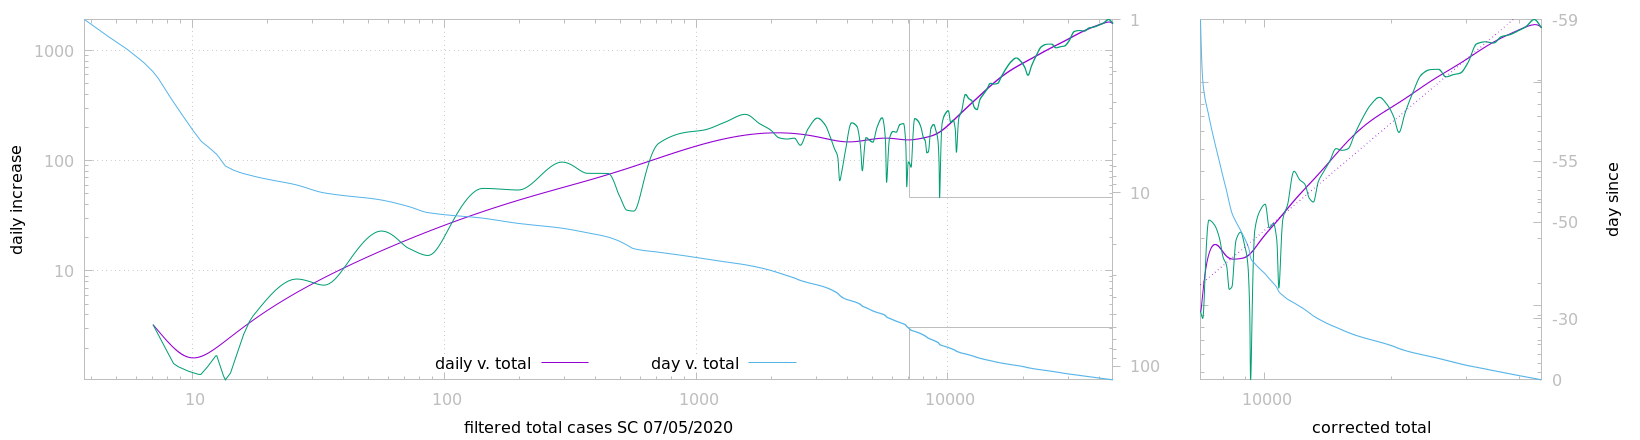 1000
100
10
daily increase
10
100
1000
10000
filtered total cases SC 07/05/2020
daily v. total
day v. total
1
10
100
10000
corrected total
-59
-55
-50
-30
0
day since